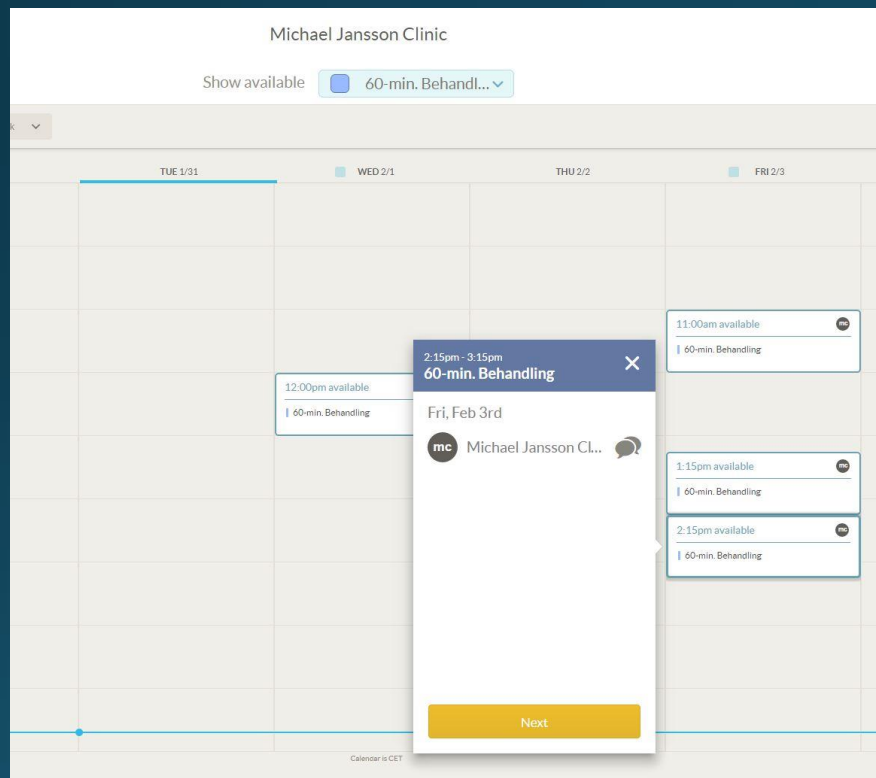 Michael Jansson Clinic
Show available 60-min. Behandl...
TUE 1/31 WED 2/1 THU 2/2 FRI 2/3
11:00am available mc
60-min. Behandling
12:00pm available
60-min. Behandling
2:15pm - 3:15pm
60-min. Behandling
Fri, Feb 3rd
mc Michael Jansson Cl...
Next
1:15pm available mc
60-min. Behandling
2:15pm available mc
60-min. Behandling
Calendar is CET